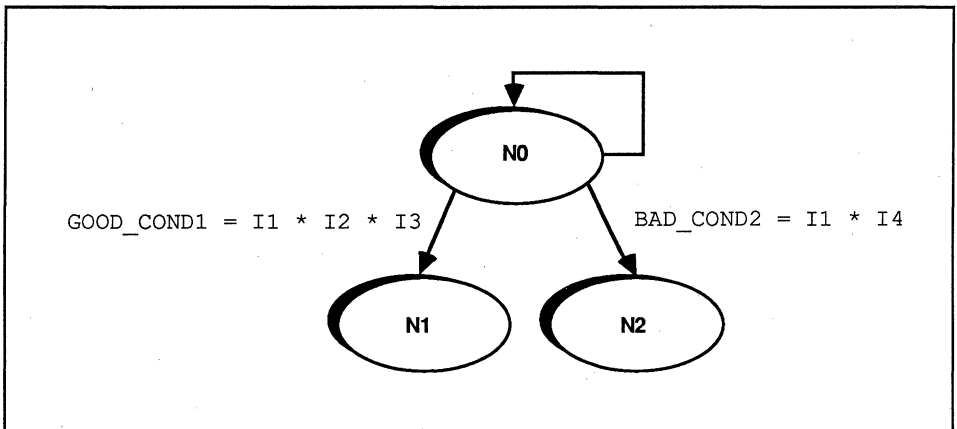 N0
GOOD_COND1 = I1 * I2 * I3
BAD_COND2 = I1 * I4
N1
N2